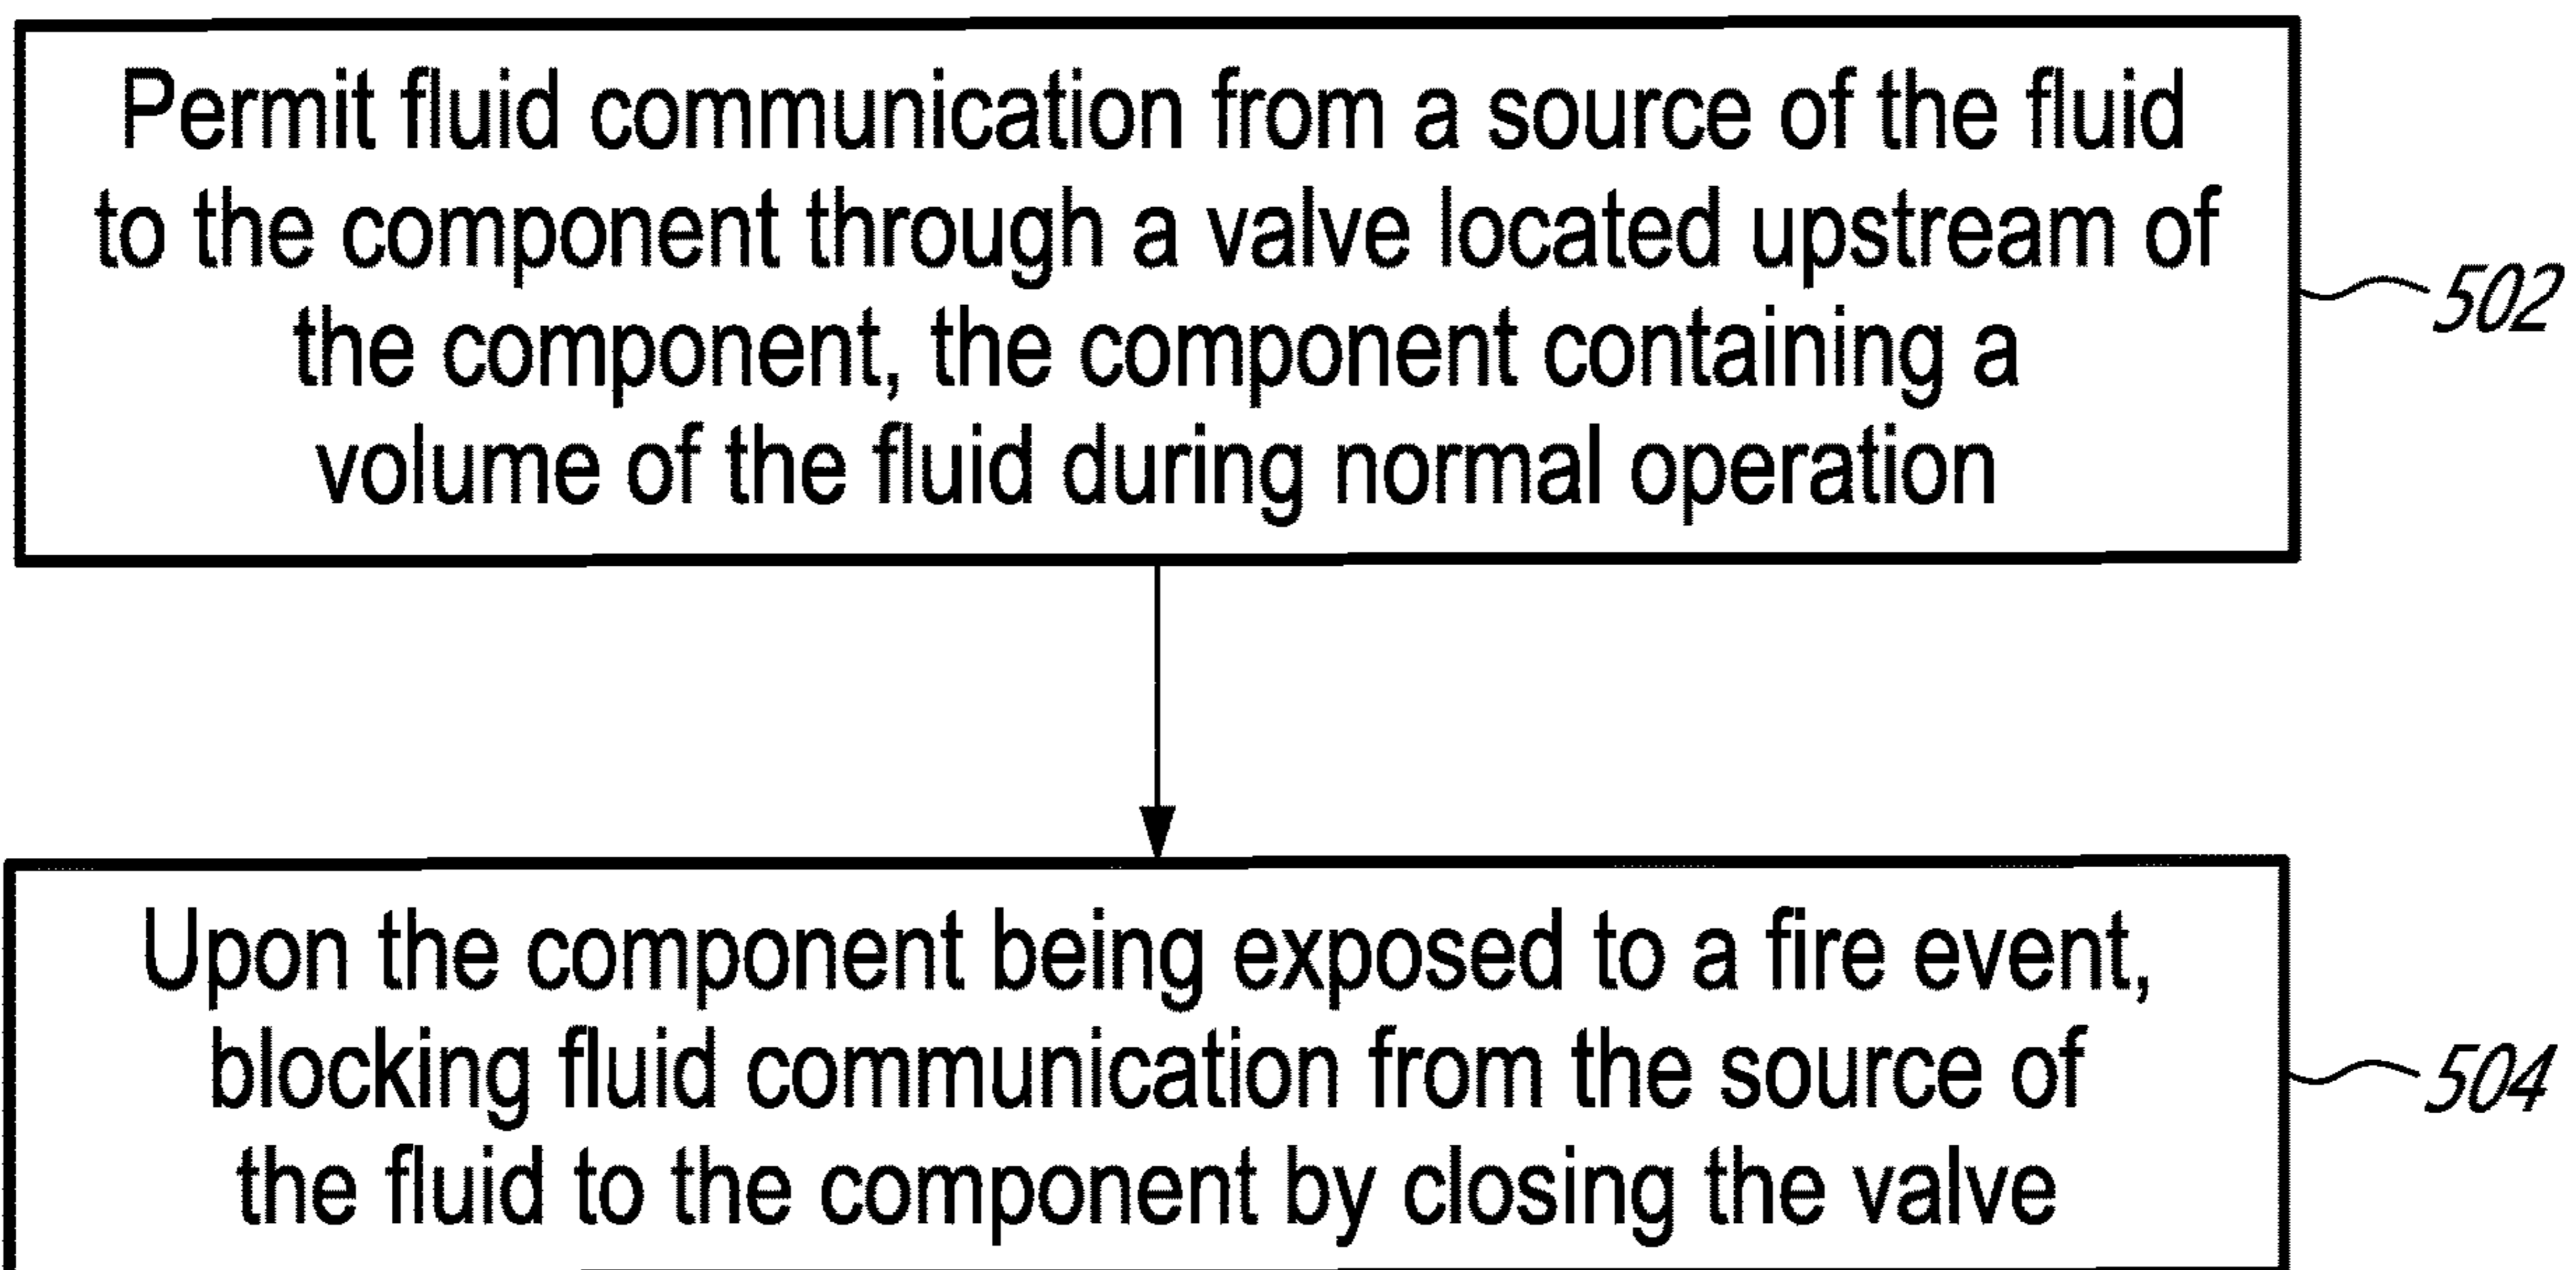 Permit fluid communication from a source of the fluid
to the component through a valve located upstream of
the component, the component containing a
volume of the fluid during normal operation
502
Upon the component being exposed to a fire event,
blocking fluid communication from the source of
the fluid to the component by closing the valve
504